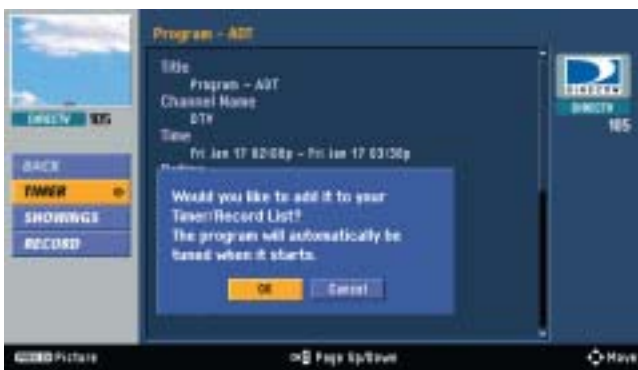 Program - ADT
Title
Program - ADT
Channel Name
DTV
Time
Fri Jan 17 02:08p - Fri Jan 17 03:30p
DIRECTV 105
DIRECTV
105
BACK
TIMER
SHOWINGS
RECORD
Would you like to add it to your
Timer/Record List?
The program will automatically be
tuned when it starts.
OK
Cancel
Picture
Page Up/Down
Move